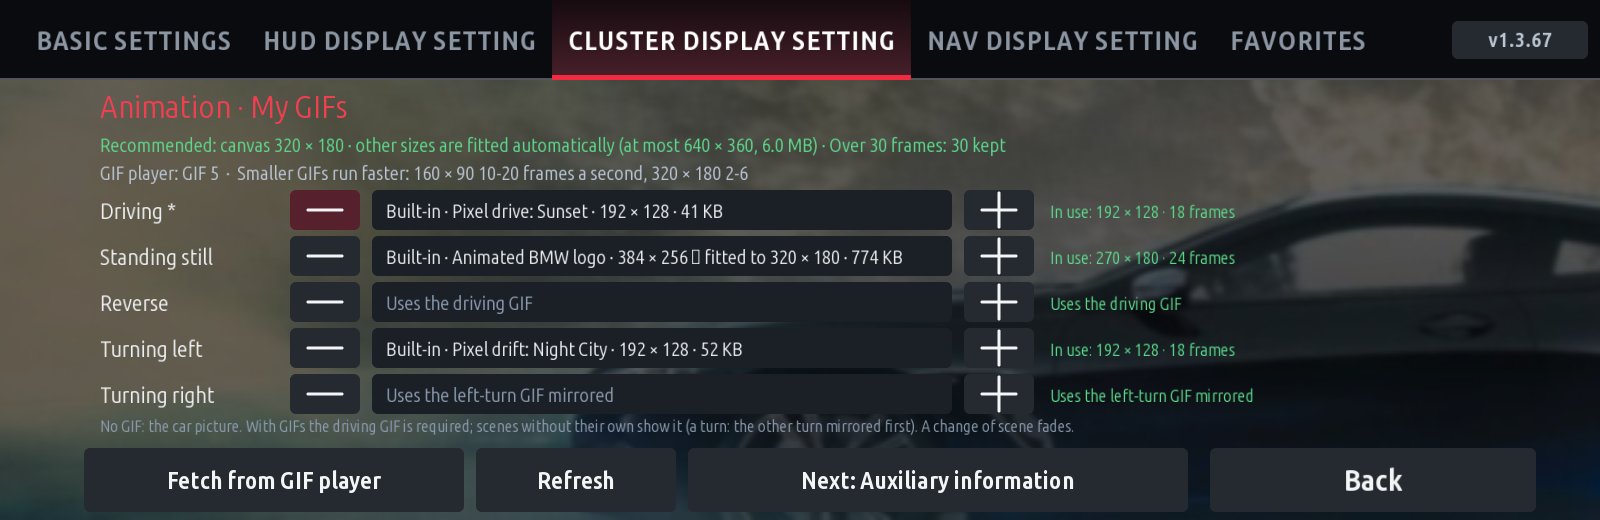 BASIC SETTINGS HUD DISPLAY SETTING CLUSTER DISPLAY SETTING NAV DISPLAY SETTING FAVORITES v1.3.67
Animation · My GIFs
Recommended: canvas 320 × 180 · other sizes are fitted automatically (at most 640 × 360, 6.0 MB) · Over 30 frames: 30 kept
GIF player: GIF 5 · Smaller GIFs run faster: 160 × 90 10-20 frames a second, 320 × 180 2-6
Driving * — Built-in · Pixel drive: Sunset · 192 × 128 · 41 KB + In use: 192 × 128 · 18 frames
Standing still — Built-in · Animated BMW logo · 384 × 256 ▯ fitted to 320 × 180 · 774 KB + In use: 270 × 180 · 24 frames
Reverse — Uses the driving GIF + Uses the driving GIF
Turning left — Built-in · Pixel drift: Night City · 192 × 128 · 52 KB + In use: 192 × 128 · 18 frames
Turning right — Uses the left-turn GIF mirrored + Uses the left-turn GIF mirrored
No GIF: the car picture. With GIFs the driving GIF is required; scenes without their own show it (a turn: the other turn mirrored first). A change of scene fades.
Fetch from GIF player Refresh Next: Auxiliary information Back